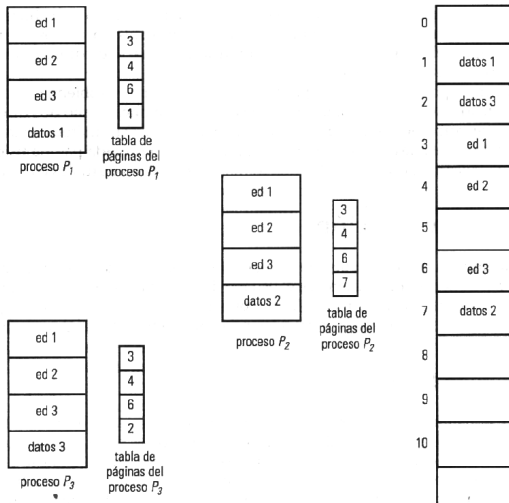 ed 1
ed 2
ed 3
datos 1
proceso P1
3
4
6
1
tabla de
páginas del
proceso P1
ed 1
ed 2
ed 3
datos 2
proceso P2
3
4
6
7
tabla de
páginas del
proceso P2
ed 1
ed 2
ed 3
datos 3
proceso P3
3
4
6
2
tabla de
páginas del
proceso P3
0
1 datos 1
2 datos 3
3 ed 1
4 ed 2
5
6 ed 3
7 datos 2
8
9
10